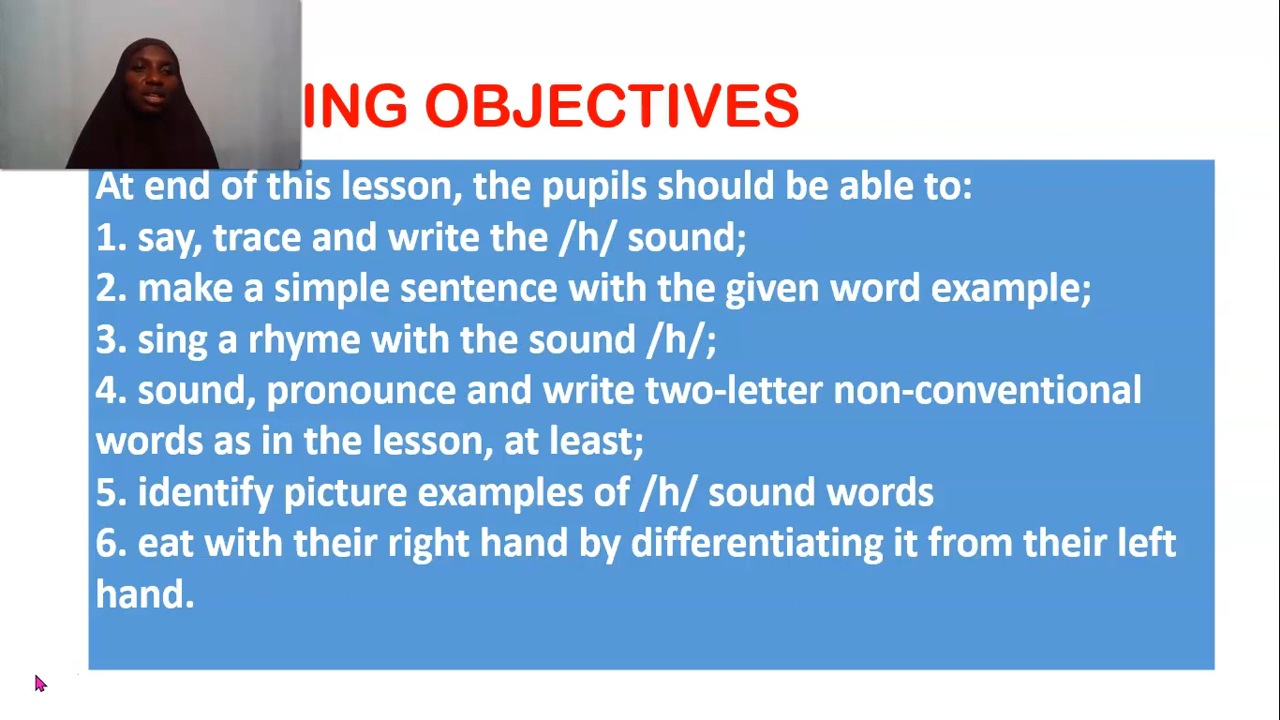 ING OBJECTIVES
At end of this lesson, the pupils should be able to:
1. say, trace and write the /h/ sound;
2. make a simple sentence with the given word example;
3. sing a rhyme with the sound /h/;
4. sound, pronounce and write two-letter non-conventional
words as in the lesson, at least;
5. identify picture examples of /h/ sound words
6. eat with their right hand by differentiating it from their left
hand.